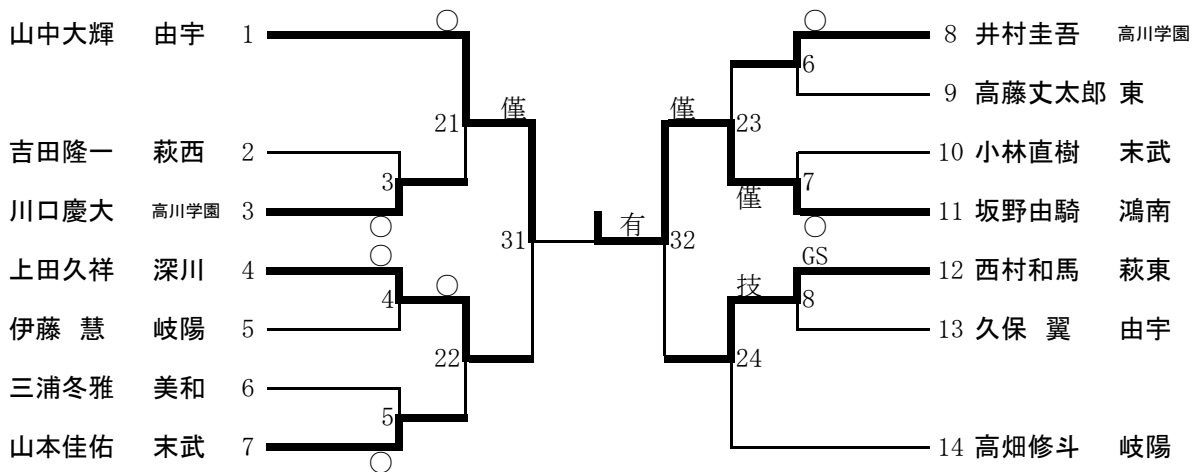 ○ ○
山中大輝 由宇 1 8 井村圭吾 高川学園
6
僅 僅 9 高藤丈太郎 東
21 23
吉田隆一 萩西 2 10 小林直樹 末武
3 7
僅
川口慶大 高川学園 3 11 坂野由騎 鴻南
○ 有 ○
31 32
○ GS
上田久祥 深川 4 12 西村和馬 萩東
○ 技
4 8
伊藤 慧 岐陽 5 13 久保 翼 由宇
22 24
三浦冬雅 美和 6
5
山本佳佑 末武 7 14 高畑修斗 岐陽
○